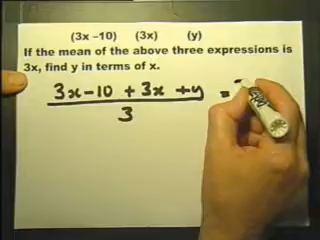 (3x –10) (3x) (y)
If the mean of the above three expressions is
3x, find y in terms of x.
3x-10 + 3x + y =
3